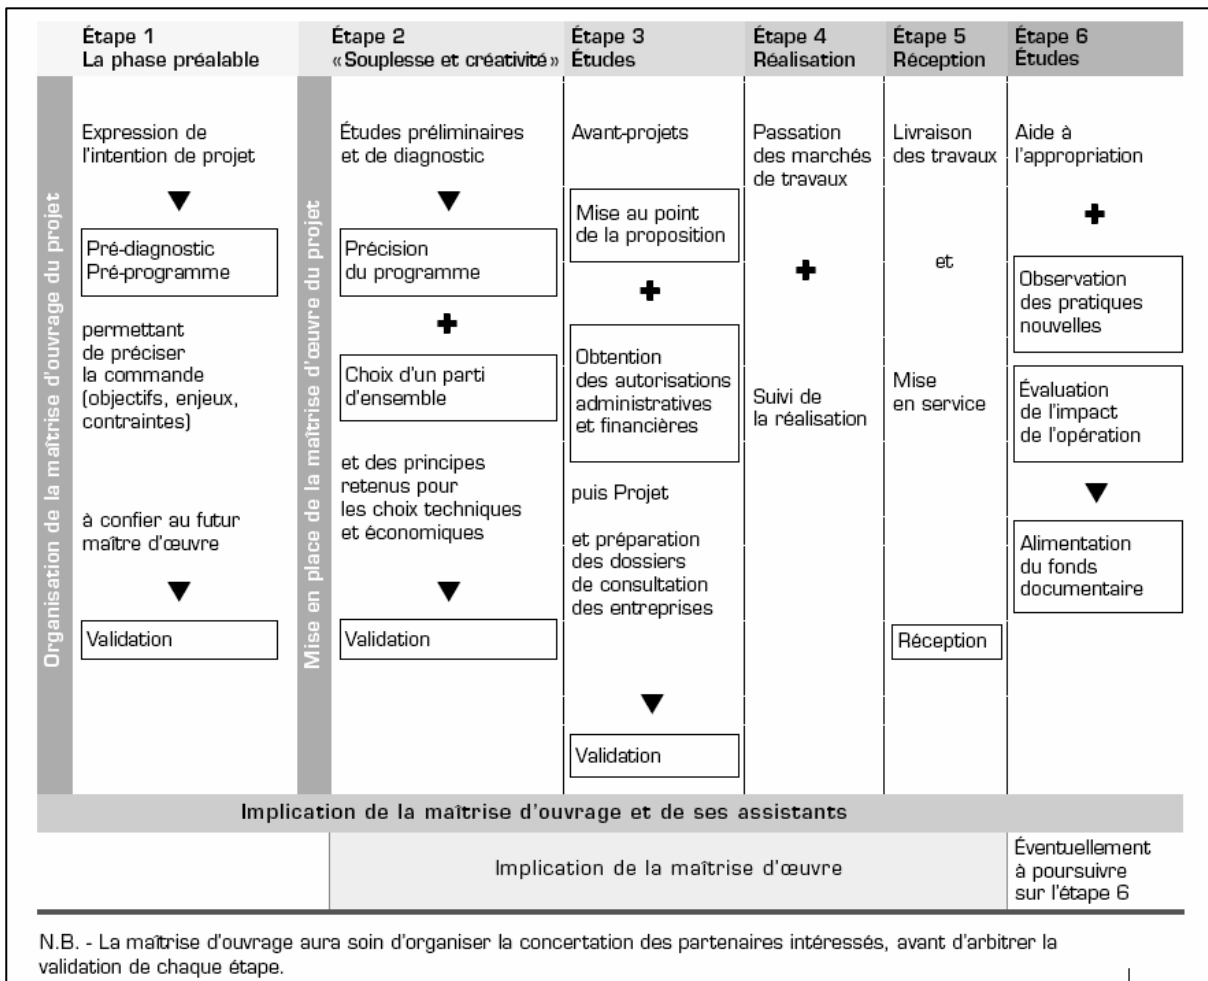 Étape 1
La phase préalable
Étape 2
« Souplesse et créativité »
Étape 3
Études
Étape 4
Réalisation
Étape 5
Réception
Étape 6
Études
Organisation de la maîtrise d'ouvrage du projet
Expression de
l'intention de projet
Pré-diagnostic
Pré-programme
permettant
de préciser
la commande
(objectifs, enjeux,
contraintes)
à confier au futur
maître d'œuvre
Validation
Mise en place de la maîtrise d'œuvre du projet
Études préliminaires
et de diagnostic
Précision
du programme
Choix d'un parti
d'ensemble
et des principes
retenus pour
les choix techniques
et économiques
Validation
Avant-projets
Mise au point
de la proposition
Obtention
des autorisations
administratives
et financières
puis Projet
et préparation
des dossiers
de consultation
des entreprises
Validation
Passation
des marchés
de travaux
Suivi de
la réalisation
Livraison
des travaux
et
Mise
en service
Réception
Aide à
l'appropriation
Observation
des pratiques
nouvelles
Évaluation
de l'impact
de l'opération
Alimentation
du fonds
documentaire
Implication de la maîtrise d'ouvrage et de ses assistants
Implication de la maîtrise d'œuvre
Éventuellement
à poursuivre
sur l'étape 6
N.B. - La maîtrise d'ouvrage aura soin d'organiser la concertation des partenaires intéressés, avant d'arbitrer la
validation de chaque étape.